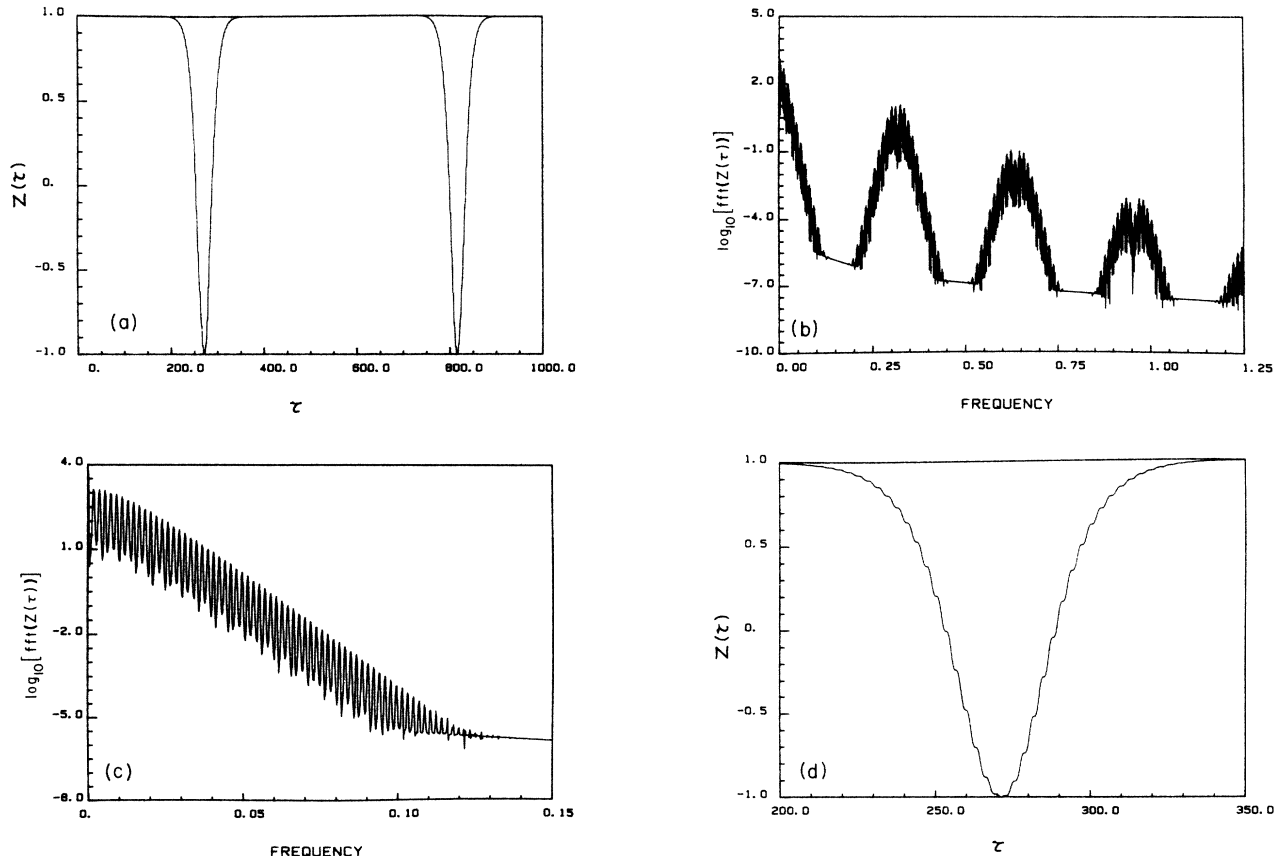 1.0
0.5
0.
-0.5
-1.0
Z(τ)
(a)
0. 200.0 400.0 600.0 800.0 1000.0
τ
5.0
2.0
-1.0
-4.0
-7.0
-10.0
log10[fft(Z(τ))]
(b)
0.00 0.25 0.50 0.75 1.00 1.25
FREQUENCY
4.0
1.0
-2.0
-5.0
-8.0
log10[fft(Z(τ))]
(c)
0. 0.05 0.10 0.15
FREQUENCY
1.0
0.5
0.
-0.5
-1.0
Z(τ)
(d)
200.0 250.0 300.0 350.0
τ